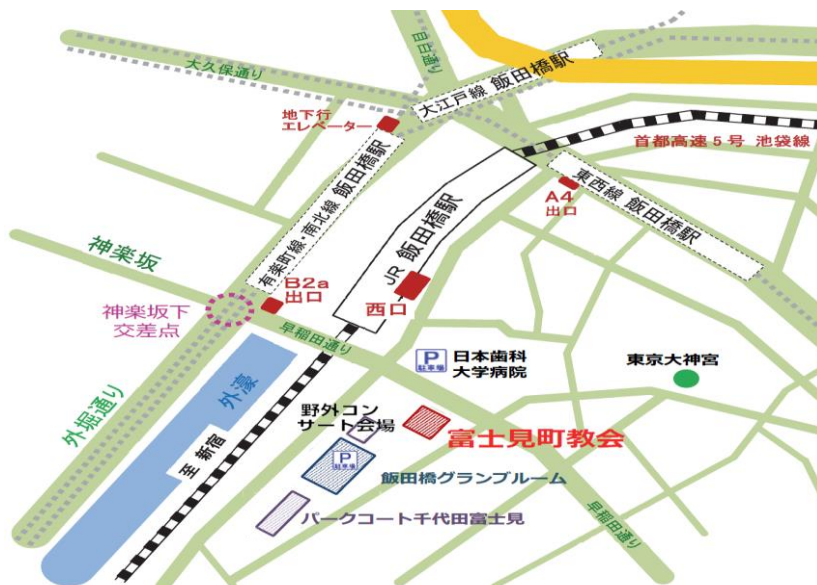 大久保通り
目白通り
大江戸線 飯田橋駅
地下行
エレベーター
首都高速5号 池袋線
有楽町線・南北線 飯田橋駅
JR 飯田橋駅
東西線 飯田橋駅
A4
出口
神楽坂
B2a
出口
西口
神楽坂下
交差点
早稲田通り
P
駐車場
日本歯科
大学病院
東京大神宮
外堀通り
外濠
野外コン
サート会場
富士見町教会
至 新宿
P
駐車場
飯田橋グランブルーム
早稲田通り
パークコート千代田富士見